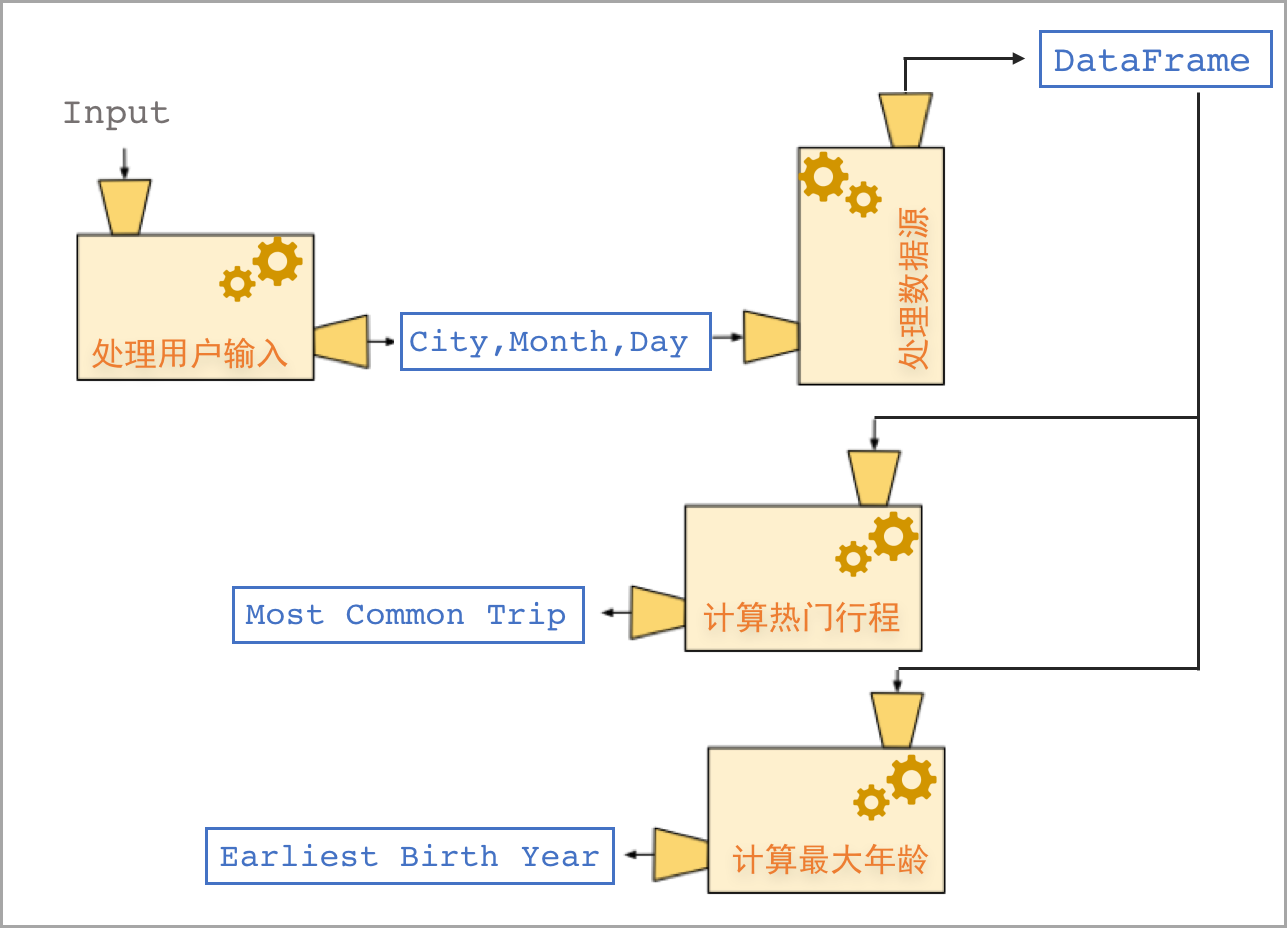 Input
DataFrame
处理用户输入
City,Month,Day
处理数据源
Most Common Trip
计算热门行程
Earliest Birth Year
计算最大年龄